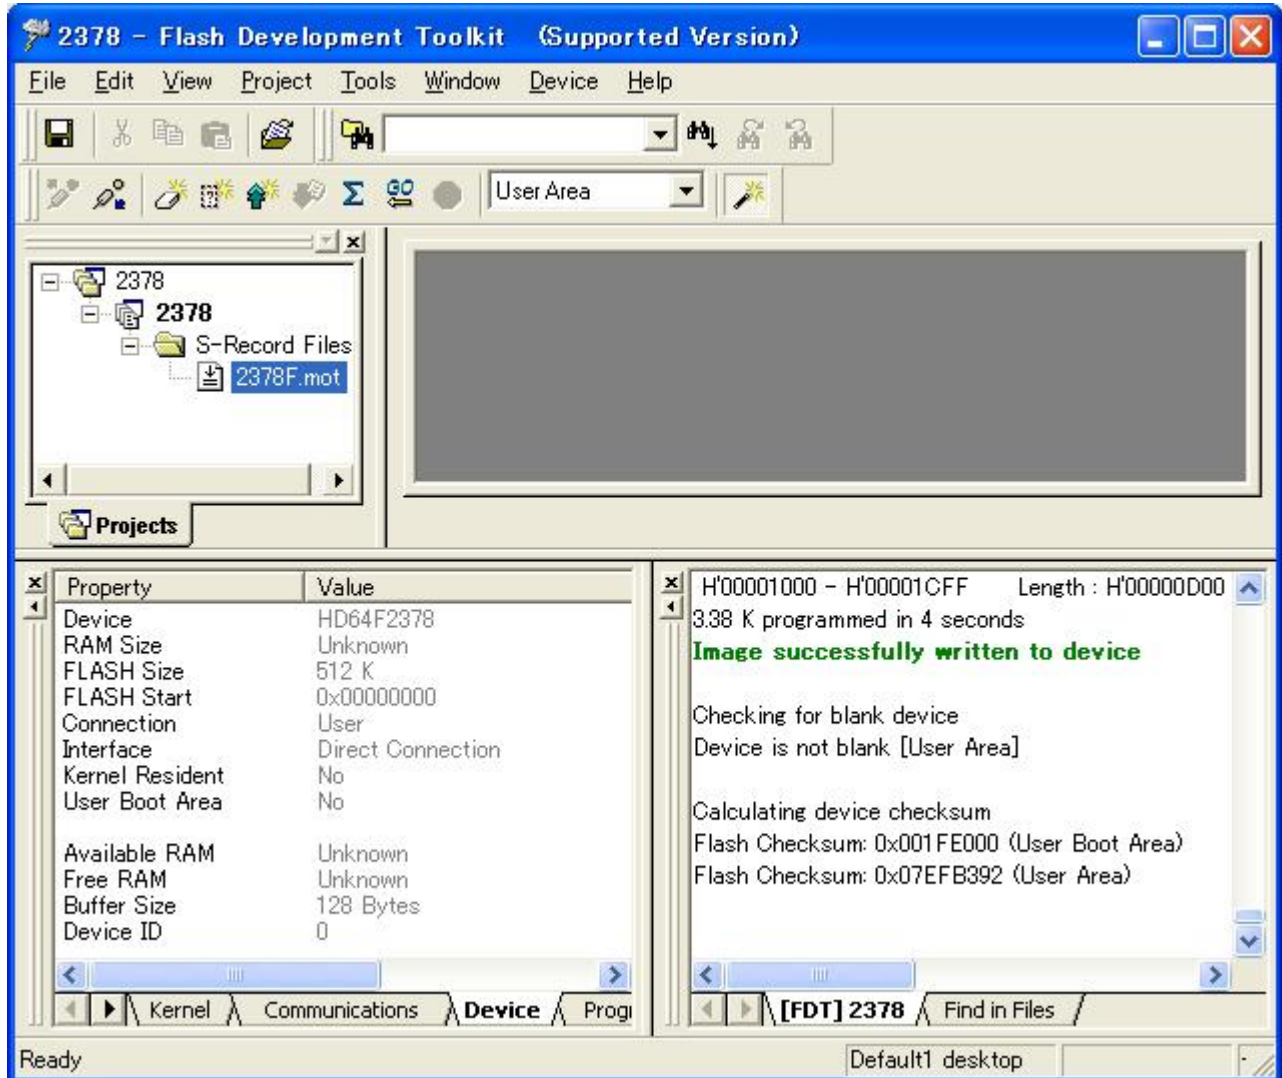 2378 - Flash Development Toolkit (Supported Version)
File Edit View Project Tools Window Device Help
GO
User Area
2378
2378
S-Record Files
2378F.mot
Projects
Property Value
Device HD64F2378
RAM Size Unknown
FLASH Size 512 K
FLASH Start 0x00000000
Connection User
Interface Direct Connection
Kernel Resident No
User Boot Area No
Available RAM Unknown
Free RAM Unknown
Buffer Size 128 Bytes
Device ID 0
Kernel Communications Device Progr
H'00001000 - H'00001CFF Length : H'00000D00
3.38 K programmed in 4 seconds
Image successfully written to device
Checking for blank device
Device is not blank [User Area]
Calculating device checksum
Flash Checksum: 0x001FE000 (User Boot Area)
Flash Checksum: 0x07EFB392 (User Area)
[FDT] 2378 Find in Files
Ready Default1 desktop